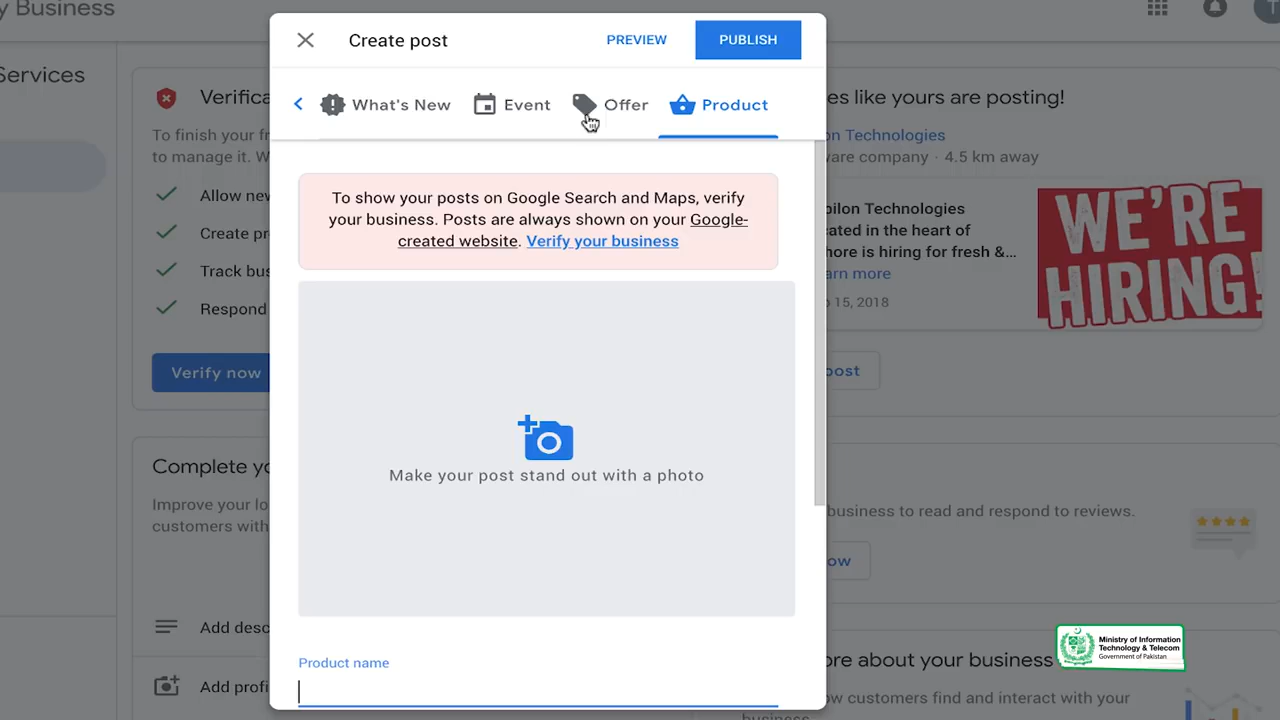 y Business
Create post
PREVIEW
PUBLISH
Services
What's New
Event
Offer
Product
Verifica
To finish your fr
to manage it. W
Allow nev
Create pr
Track bus
Respond
Verify now
To show your posts on Google Search and Maps, verify
your business. Posts are always shown on your Google-
created website. Verify your business
Make your post stand out with a photo
Product name
es like yours are posting!
on Technologies
ware company · 4.5 km away
bilon Technologies
cated in the heart of
hore is hiring for fresh &...
arn more
15, 2018
WE'RE
HIRING!
post
Complete yo
Improve your lo
customers with
Add desc
Add profi
business to read and respond to reviews.
ow
ore about your business
ow customers find and interact with your
business.
Ministry of Information
Technology & Telecom
Government of Pakistan